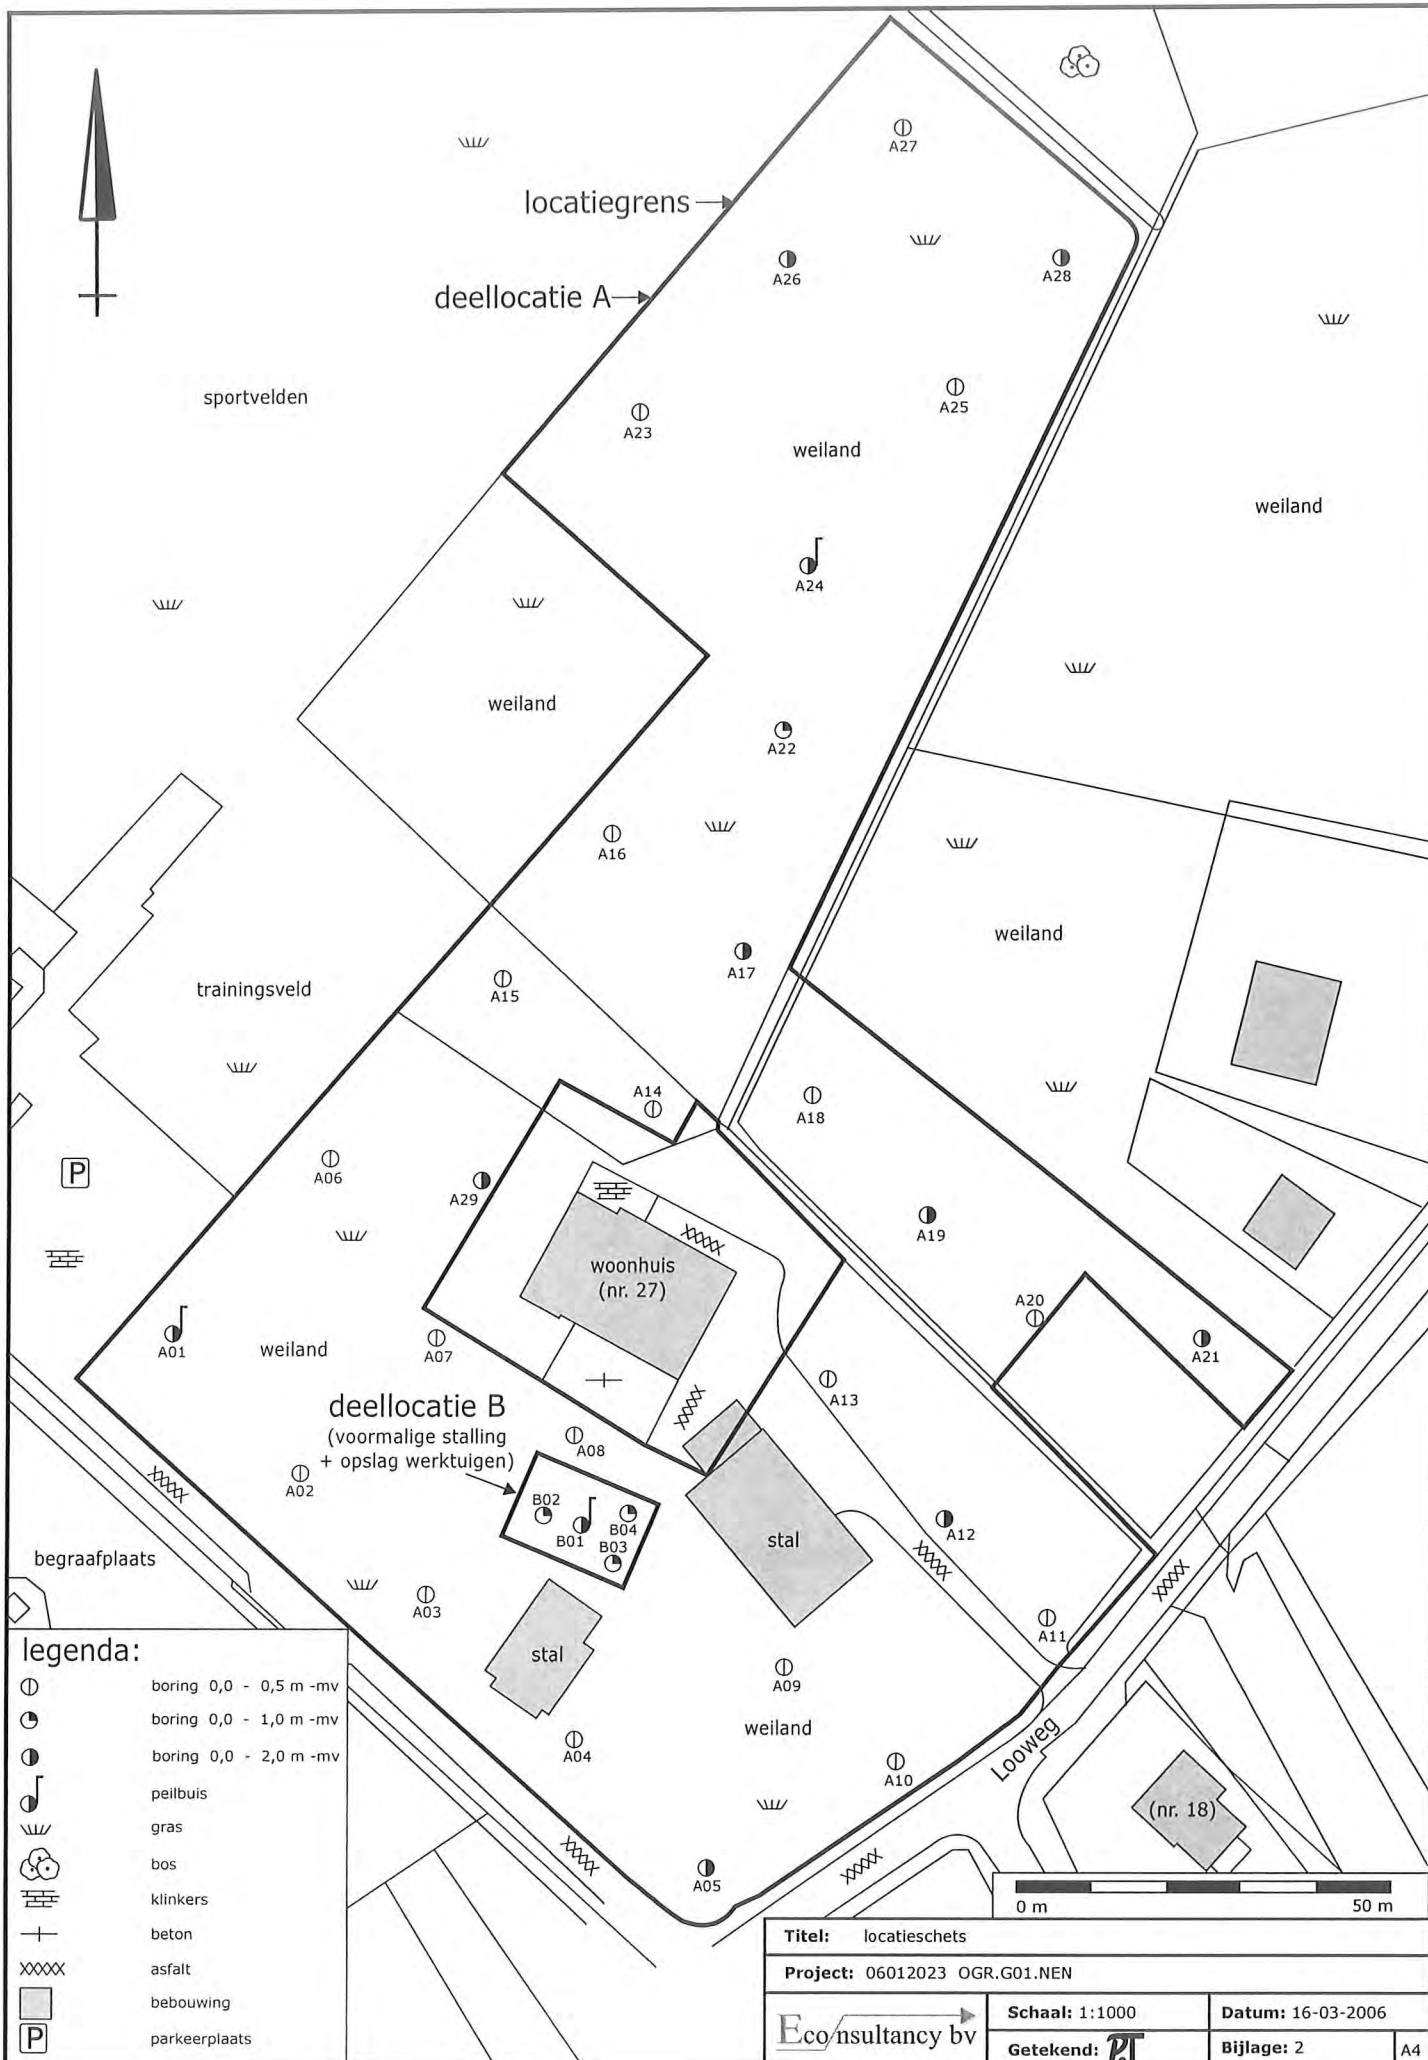 A27
locatiegrens
A26
A28
deellocatie A
sportvelden
A25
A23
weiland
weiland
A24
weiland
A22
A16
weiland
A17
A15
trainingsveld
A14
A18
A06
P
A29
A19
woonhuis
(nr. 27)
A20
A21
A01
weiland
A07
A13
deellocatie B
(voormalige stalling
+ opslag werktuigen)
A08
A02
B02
B04
B01
B03
A12
stal
begraafplaats
A03
A11
stal
A09
weiland
A04
A10
Looweg
(nr. 18)
A05
legenda:
boring 0,0 - 0,5 m -mv
boring 0,0 - 1,0 m -mv
boring 0,0 - 2,0 m -mv
peilbuis
gras
bos
klinkers
beton
asfalt
bebouwing
P parkeerplaats
0 m 50 m
Titel: locatieschets
Project: 06012023 OGR.G01.NEN
Econsultancy bv
Schaal: 1:1000 Datum: 16-03-2006
Getekend: Bijlage: 2 A4